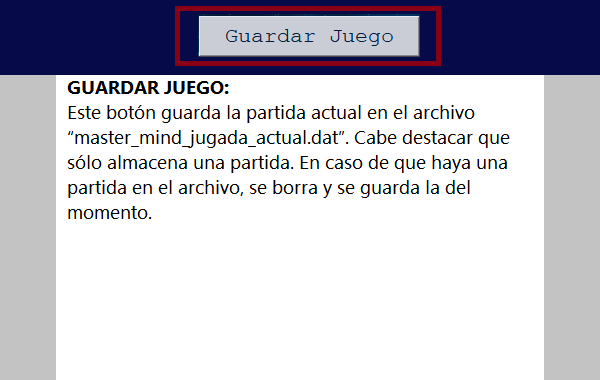 Guardar Juego
GUARDAR JUEGO:
Este botón guarda la partida actual en el archivo
“master_mind_jugada_actual.dat”. Cabe destacar que
sólo almacena una partida. En caso de que haya una
partida en el archivo, se borra y se guarda la del
momento.